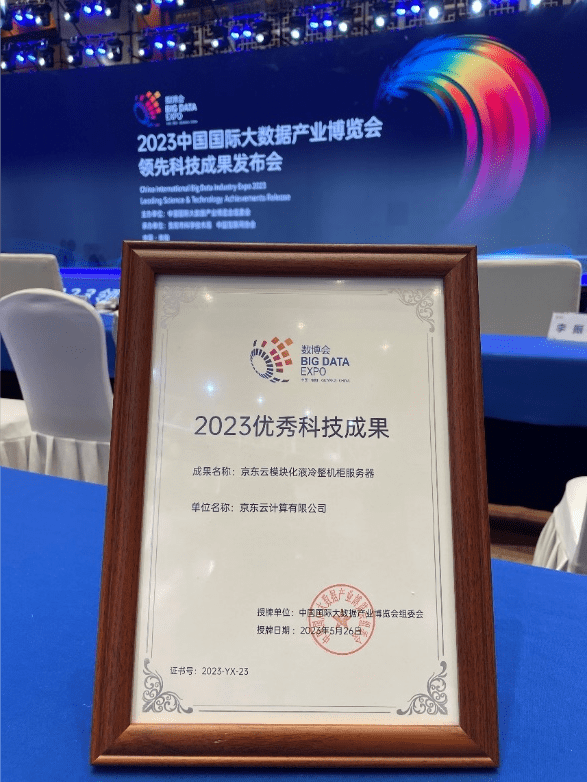 数博会
BIG DATA
EXPO
2023中国国际大数据产业博览会
领先科技成果发布会
China International Big Data Industry Expo 2023
Leading Science & Technology Achievements Release
李
数博会
BIG DATA
EXPO
2023优秀科技成果
成果名称：京东云模块化液冷整机柜服务器
单位名称：京东云计算有限公司
授牌单位：中国国际大数据产业博览会组委会
授牌日期：2023年5月26日
证书号：2023-YX-23